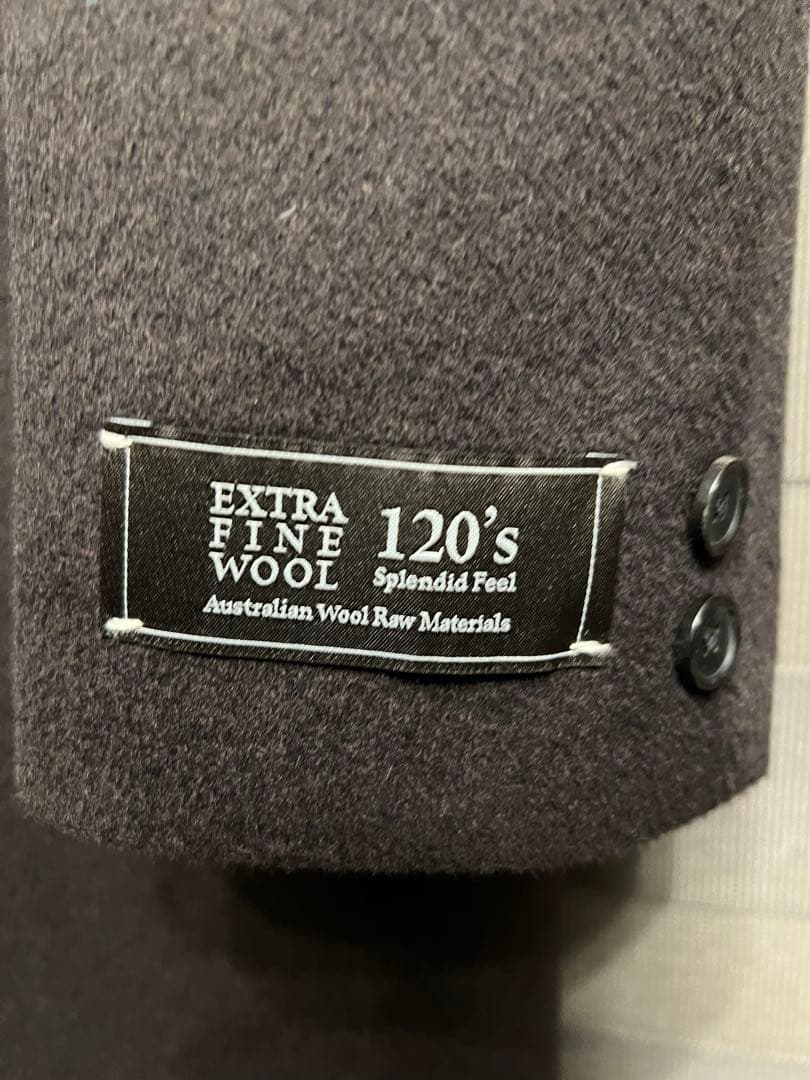 EXTRA
FINE
WOOL
120's
Splendid Feel
Australian Wool Raw Materials